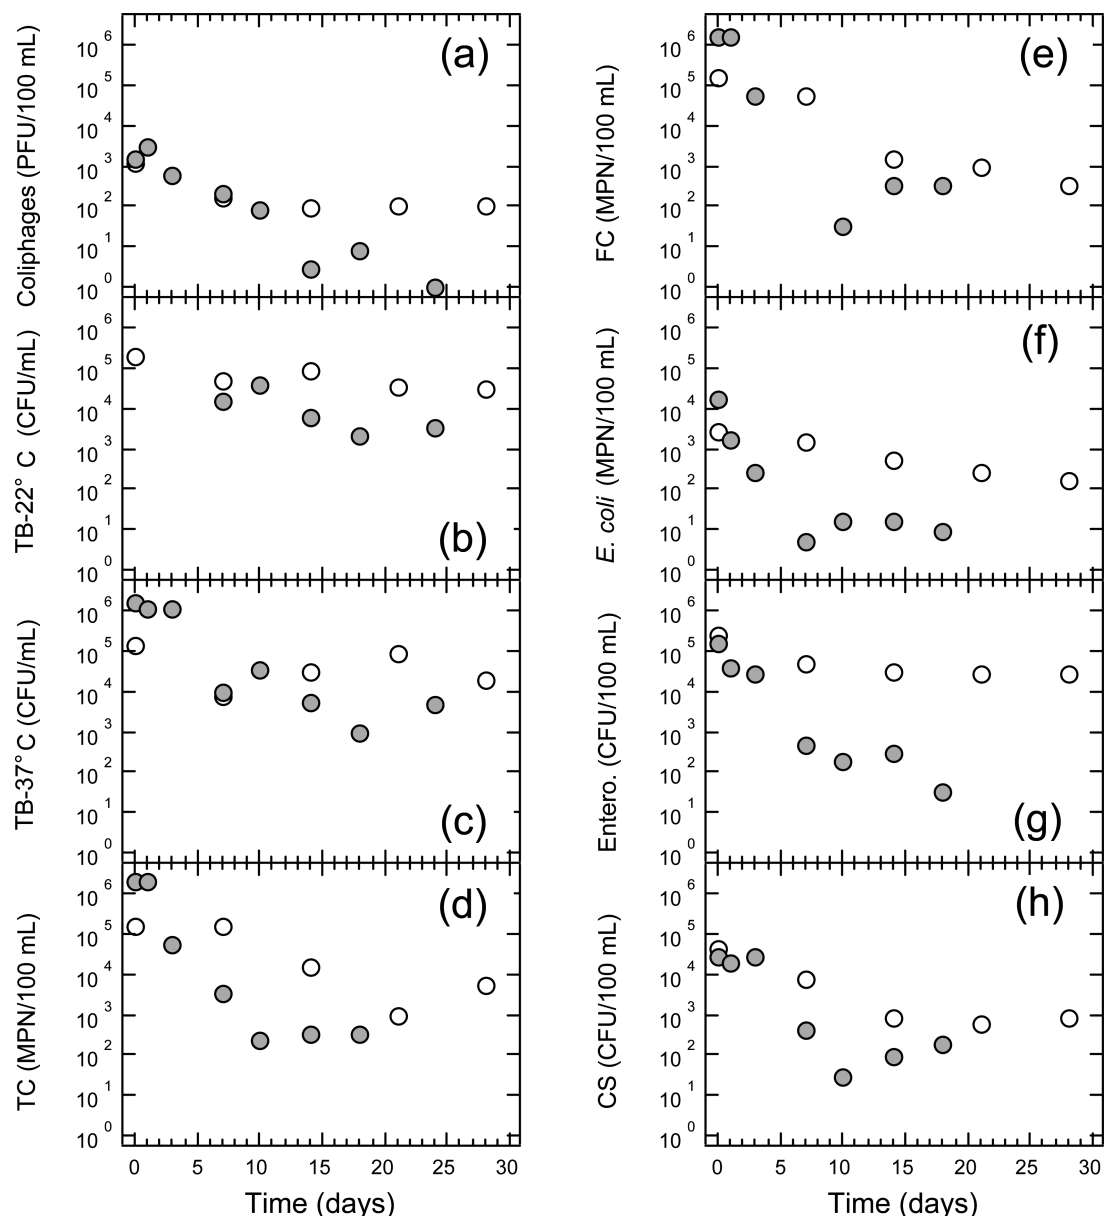 Coliphages (PFU/100 mL)
10 6
10 5
10 4
10 3
10 2
10 1
10 0
(a)
TB-22° C (CFU/mL)
10 6
10 5
10 4
10 3
10 2
10 1
10 0
(b)
TB-37°C (CFU/mL)
10 6
10 5
10 4
10 3
10 2
10 1
10 0
(c)
TC (MPN/100 mL)
10 6
10 5
10 4
10 3
10 2
10 1
10 0
(d)
0 5 10 15 20 25 30
Time (days)
FC (MPN/100 mL)
10 6
10 5
10 4
10 3
10 2
10 1
10 0
(e)
E. coli (MPN/100 mL)
10 6
10 5
10 4
10 3
10 2
10 1
10 0
(f)
Entero. (CFU/100 mL)
10 6
10 5
10 4
10 3
10 2
10 1
10 0
(g)
CS (CFU/100 mL)
10 6
10 5
10 4
10 3
10 2
10 1
10 0
(h)
0 5 10 15 20 25 30
Time (days)